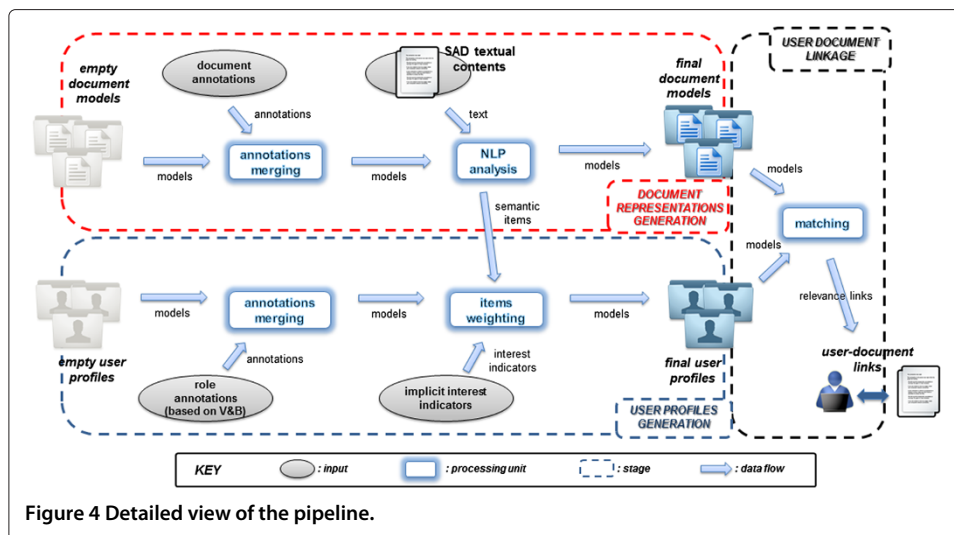 empty
document
models
document
annotations
SAD textual
contents
final
document
models
USER DOCUMENT
LINKAGE
annotations
text
annotations
merging
NLP
analysis
models
models
models
models
semantic
items
DOCUMENT
REPRESENTATIONS
GENERATION
matching
models
annotations
merging
items
weighting
models
models
models
relevance links
empty user
profiles
annotations
interest
indicators
final user
profiles
user-document
links
role
annotations
(based on V&B)
implicit interest
indicators
USER PROFILES
GENERATION
KEY
: input
: processing unit
: stage
: data flow
Figure 4 Detailed view of the pipeline.